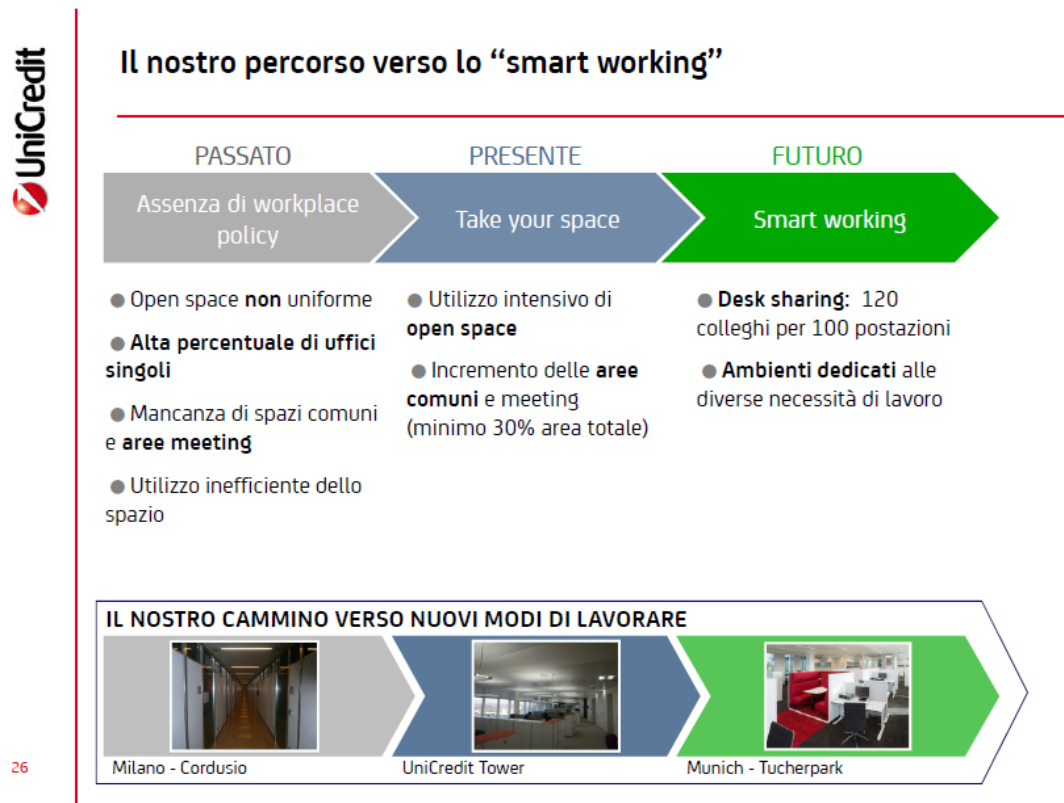 UniCredit
Il nostro percorso verso lo “smart working”
PASSATO
Assenza di workplace
policy
● Open space non uniforme
● Alta percentuale di uffici
singoli
● Mancanza di spazi comuni
e aree meeting
● Utilizzo inefficiente dello
spazio
PRESENTE
Take your space
● Utilizzo intensivo di
open space
● Incremento delle aree
comuni e meeting
(minimo 30% area totale)
FUTURO
Smart working
● Desk sharing: 120
colleghi per 100 postazioni
● Ambienti dedicati alle
diverse necessità di lavoro
IL NOSTRO CAMMINO VERSO NUOVI MODI DI LAVORARE
Milano - Cordusio
UniCredit Tower
Munich - Tucherpark
26